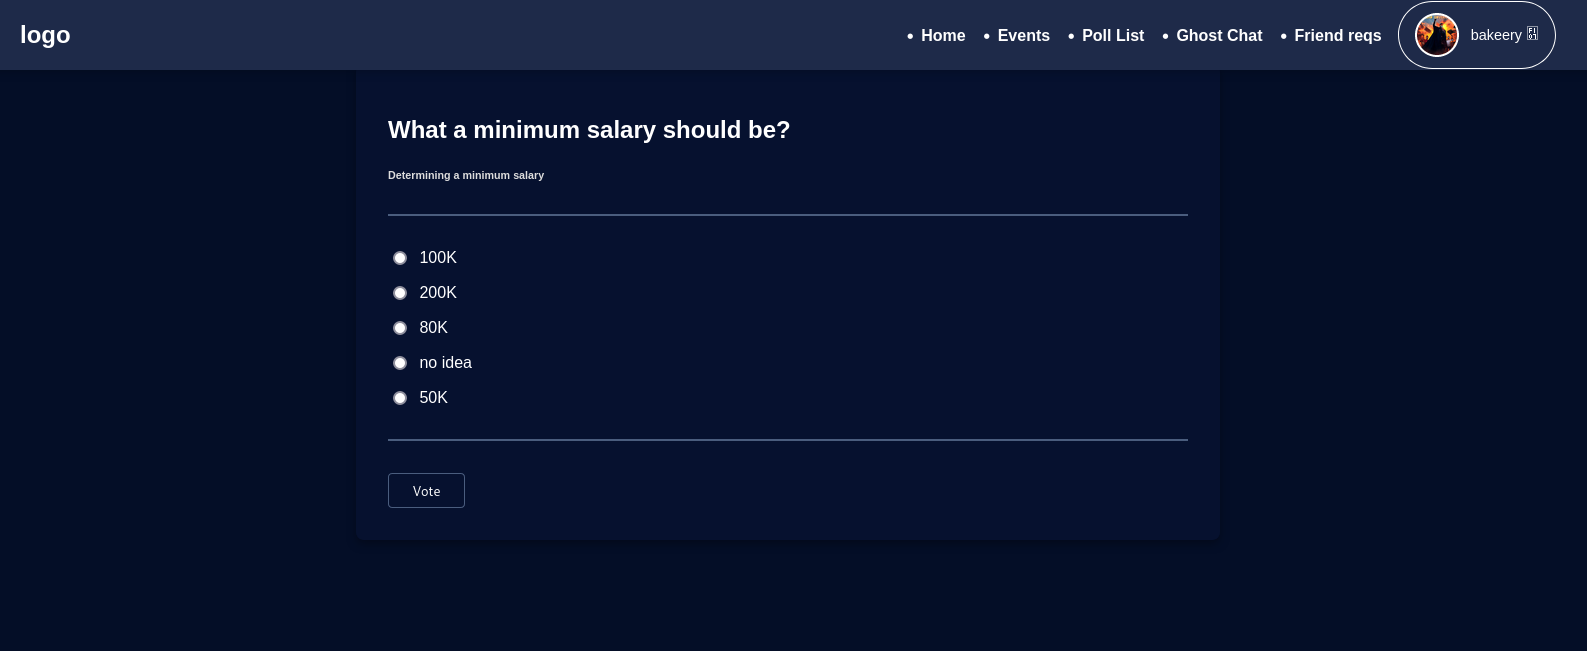 logo
Home
Events
Poll List
Ghost Chat
Friend reqs
bakeery
What a minimum salary should be?
Determining a minimum salary
100K
200K
80K
no idea
50K
Vote